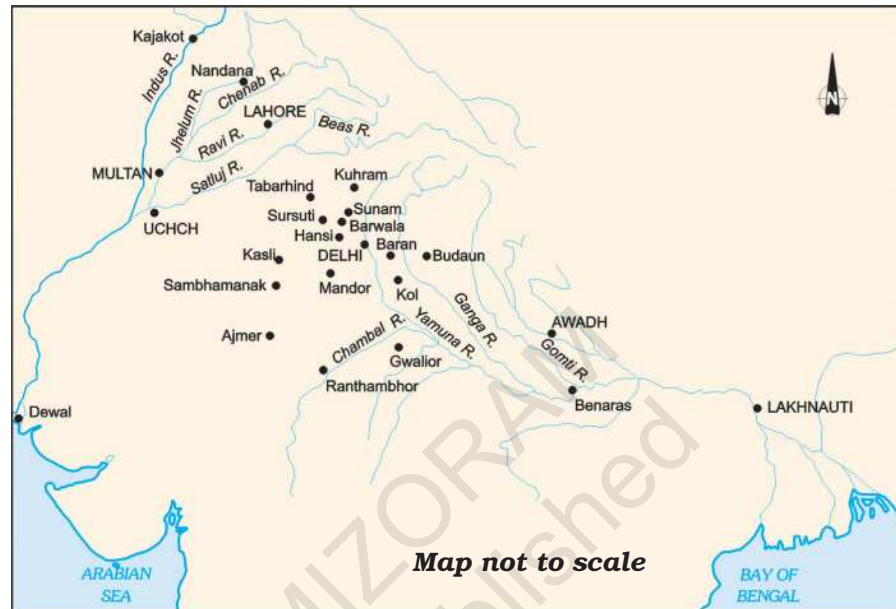 Kajakot
Indus R.
Nandana
Chenab R.
Jhelum R.
LAHORE
Ravi R.
Beas R.
MULTAN
Satluj R.
Kuhram
Tabarhind
UCHCH
Sursuti
Sunam
Barwala
Hansi
Baran
Kasli
DELHI
Budaun
Sambhamanak
Mandor
Kol
Ganga R.
Yamuna R.
AWADH
Ajmer
Chambal R.
Gwalior
Gomti R.
Ranthambhor
Benaras
Dewal
LAKHNAUTI
N
MIZORAM
blished
Map not to scale
ARABIAN
SEA
BAY OF
BENGAL